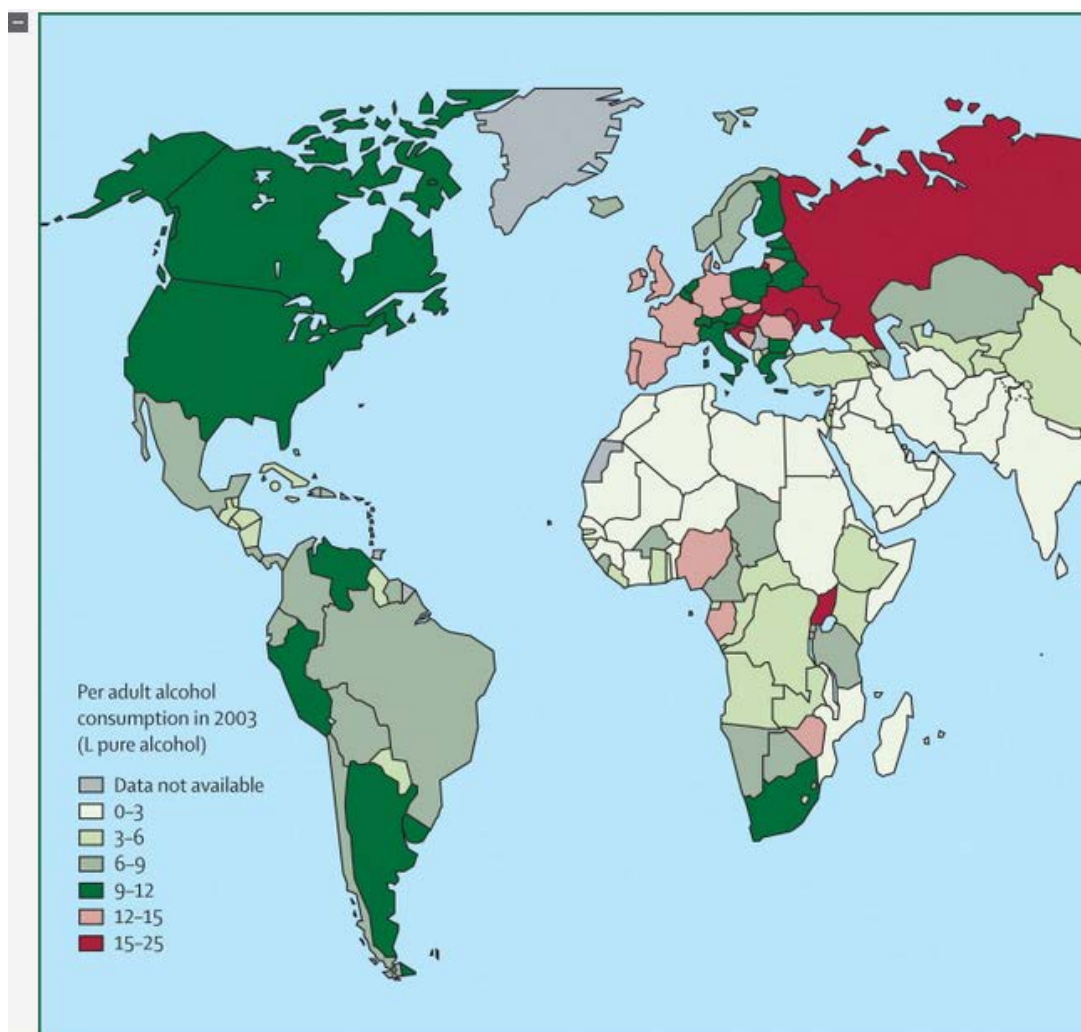 Per adult alcohol
consumption in 2003
(L pure alcohol)
Data not available
0–3
3–6
6–9
9–12
12–15
15–25